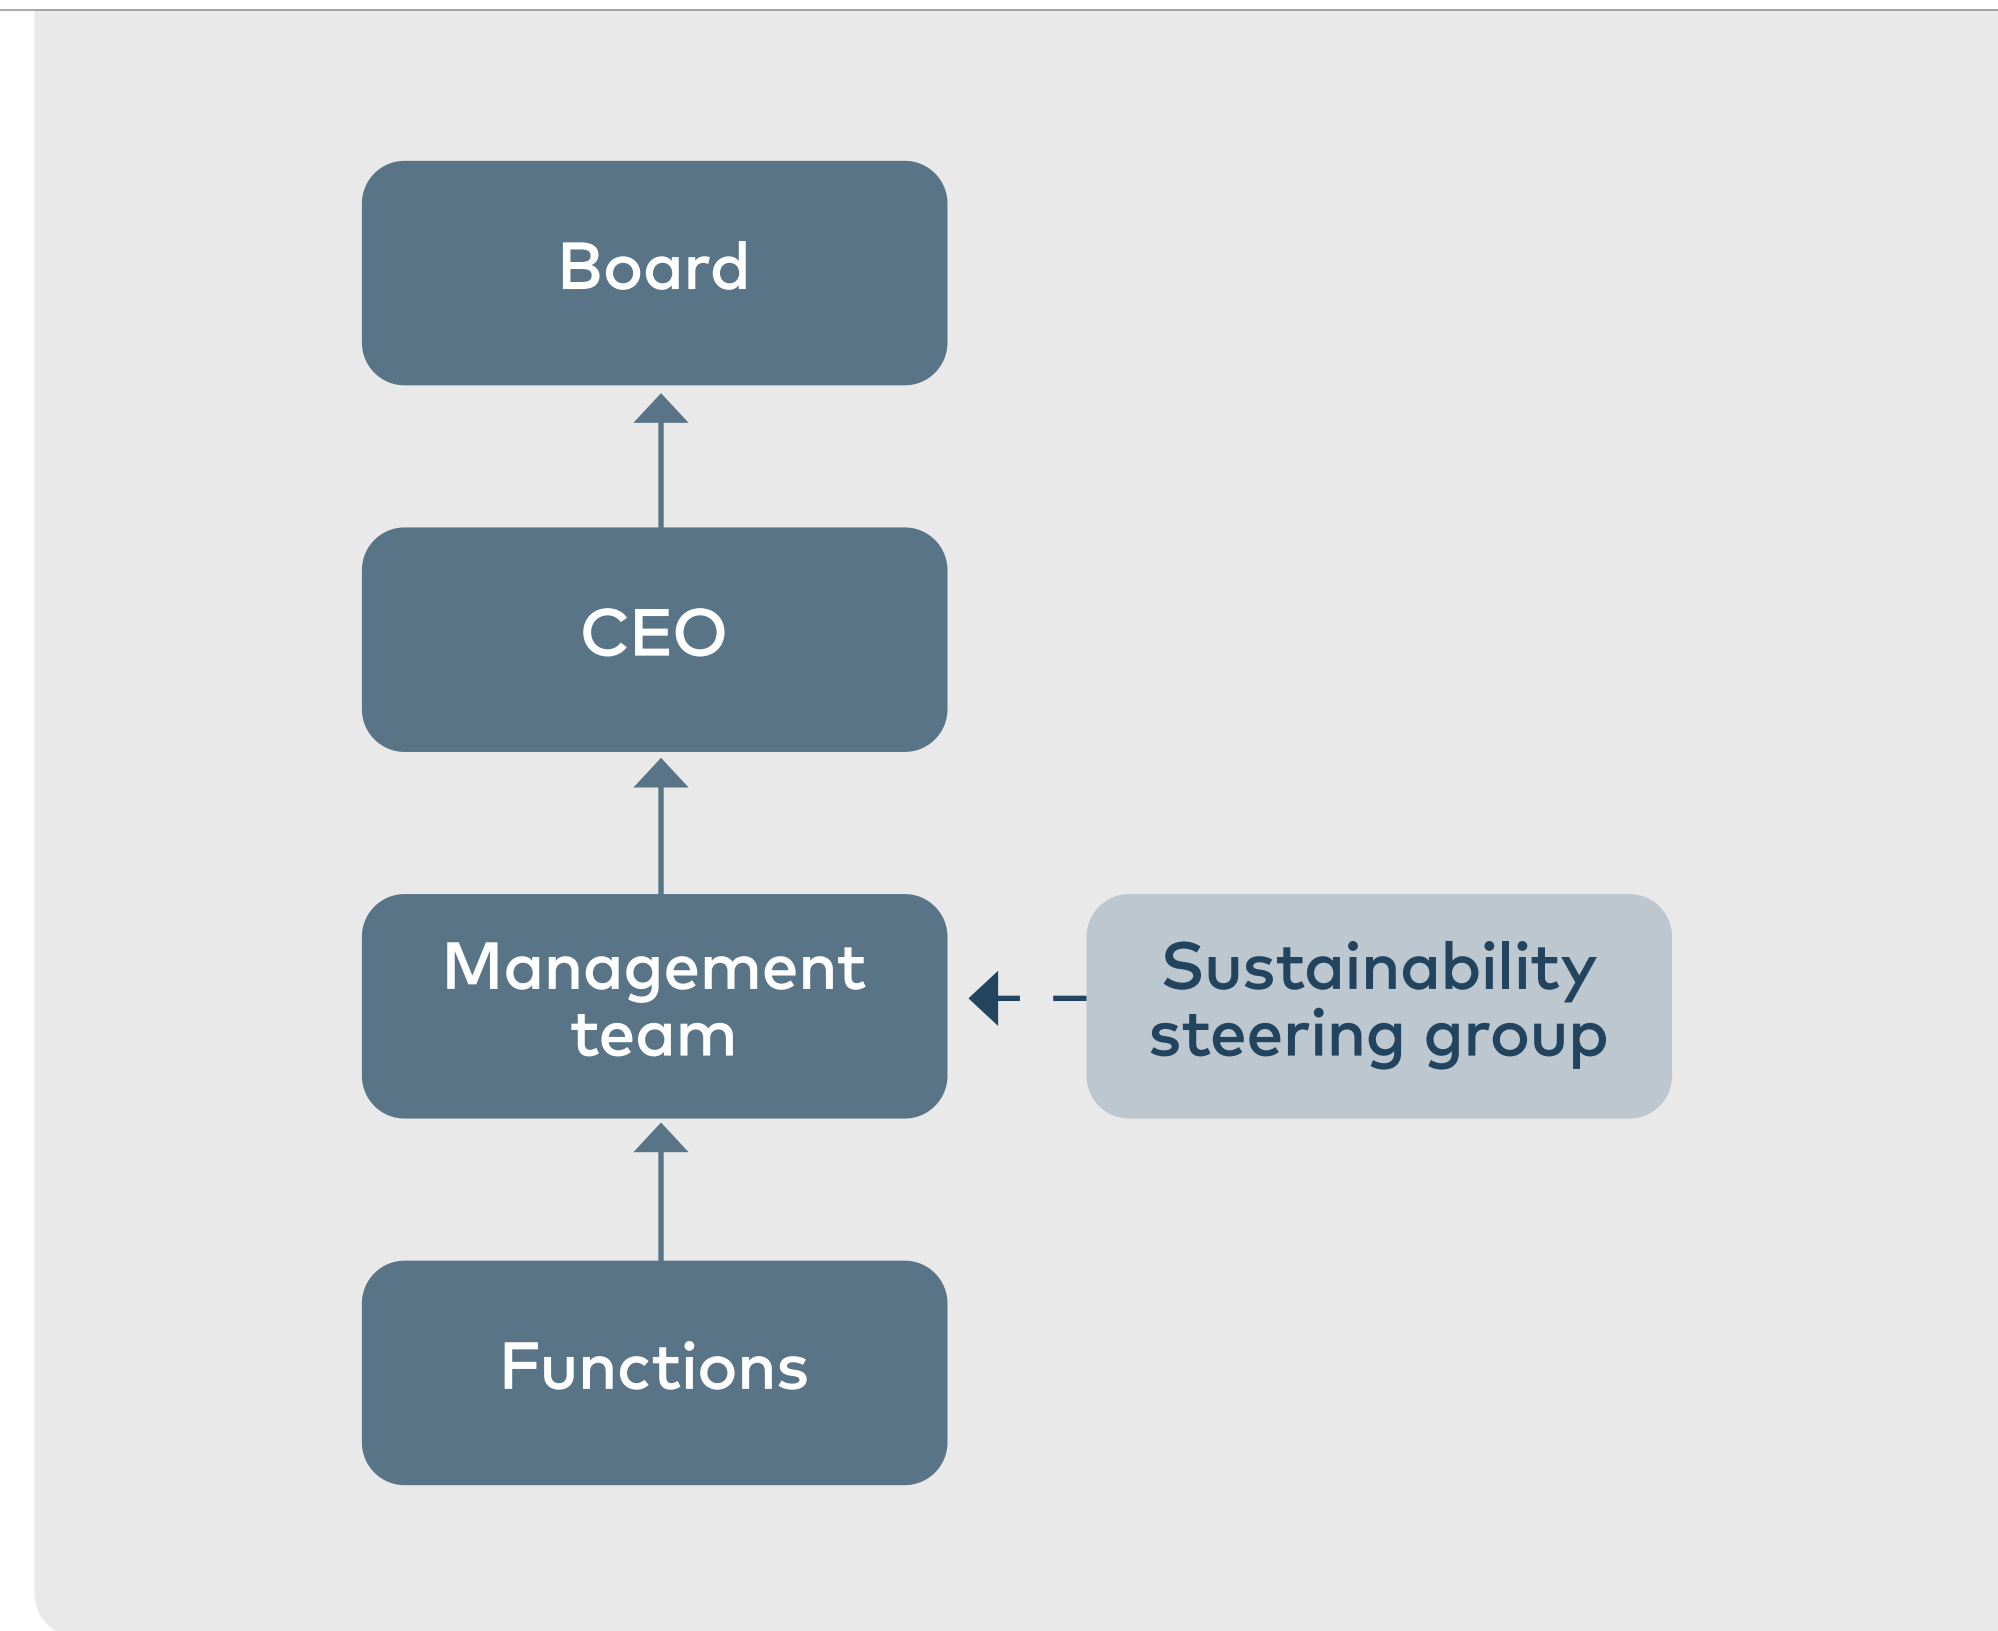 Board
CEO
Management
team
Sustainability
steering group
Functions